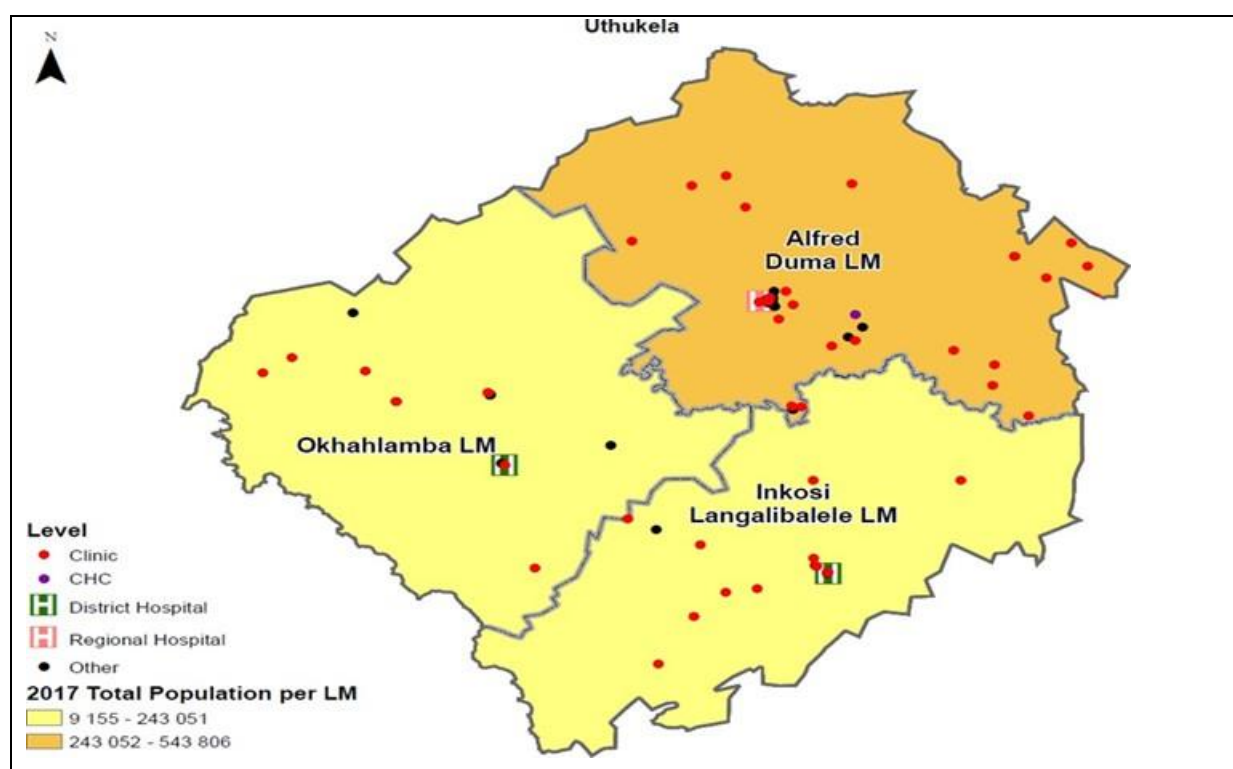 Uthukela
N
Alfred
Duma LM
Okhahlamba LM
Inkosi
Langalibalele LM
Level
Clinic
CHC
H District Hospital
H Regional Hospital
Other
2017 Total Population per LM
9 155 - 243 051
243 052 - 543 806